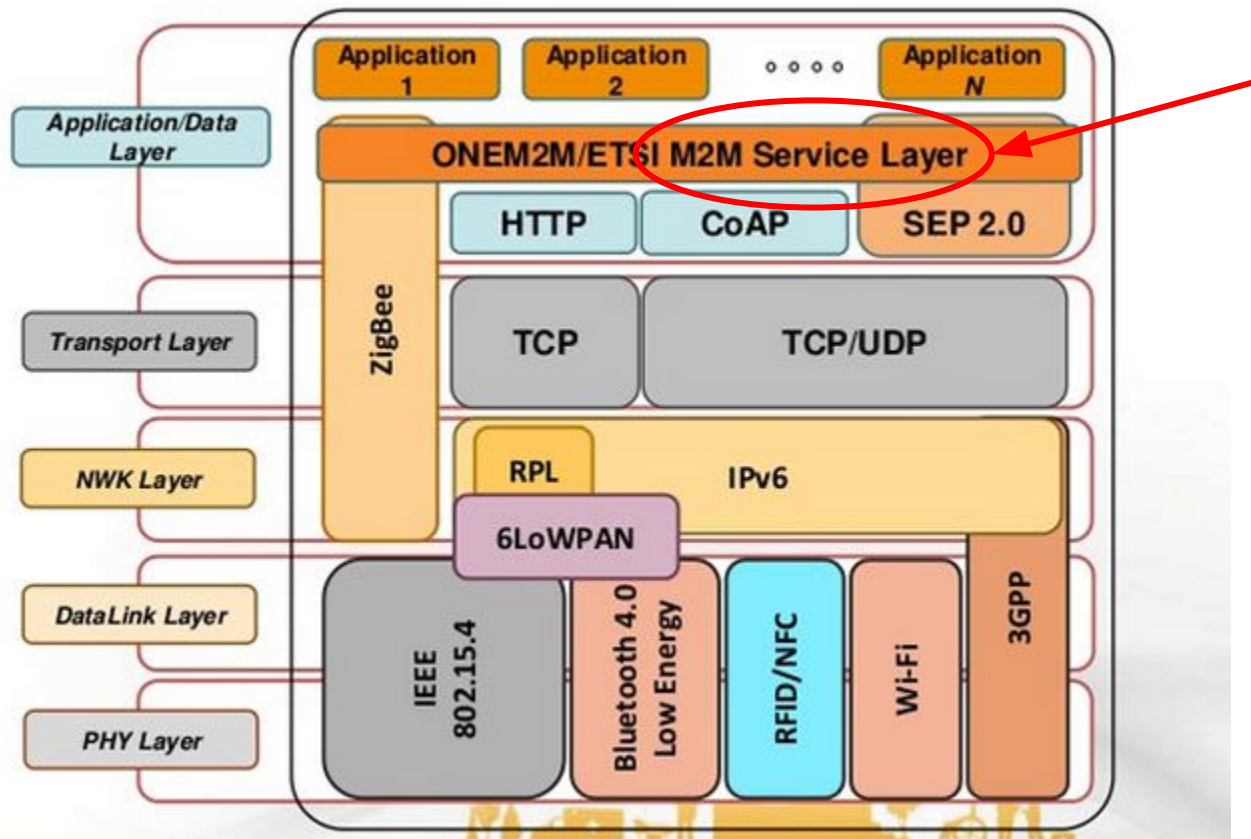 Application
1
Application
2
Application
N
Application/Data
Layer
ONEM2M/ETSI M2M Service Layer
HTTP
CoAP
SEP 2.0
ZigBee
Transport Layer
TCP
TCP/UDP
NWK Layer
RPL
IPv6
6LoWPAN
DataLink Layer
IEEE
802.15.4
Bluetooth 4.0
Low Energy
RFID/NFC
Wi-Fi
3GPP
PHY Layer